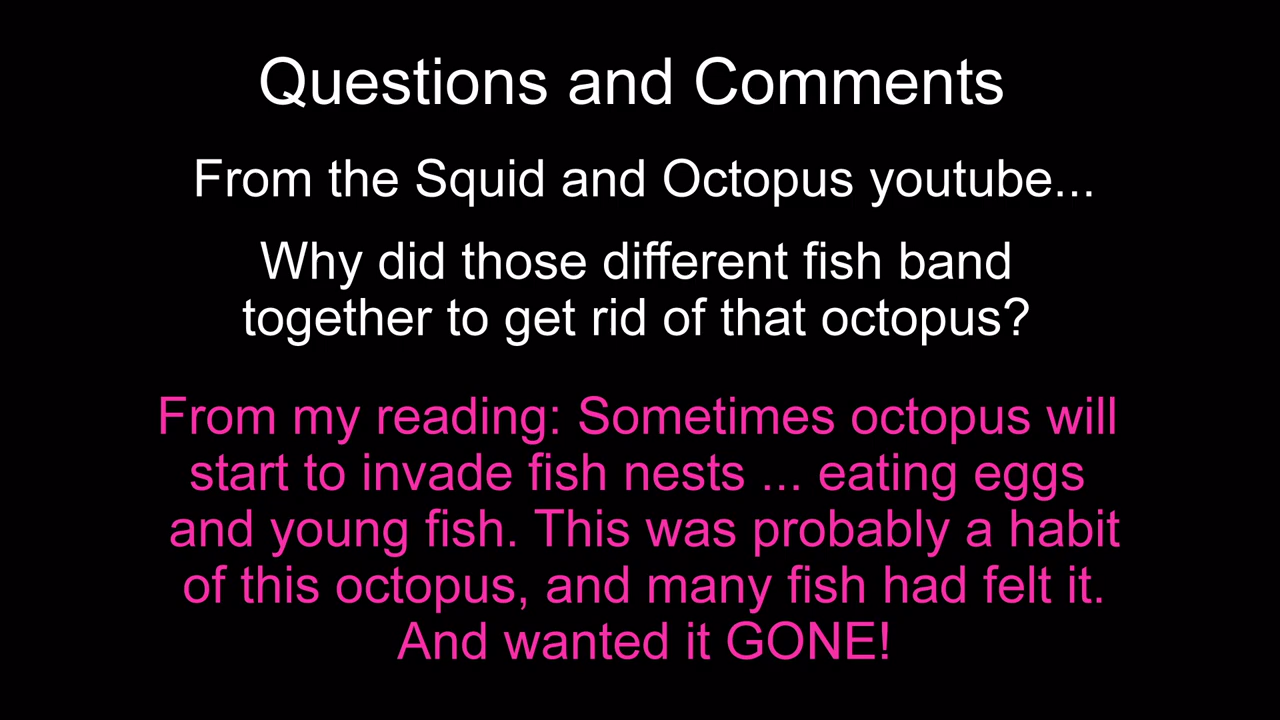 Questions and Comments
From the Squid and Octopus youtube...
Why did those different fish band
together to get rid of that octopus?
From my reading: Sometimes octopus will
start to invade fish nests ... eating eggs
and young fish. This was probably a habit
of this octopus, and many fish had felt it.
And wanted it GONE!